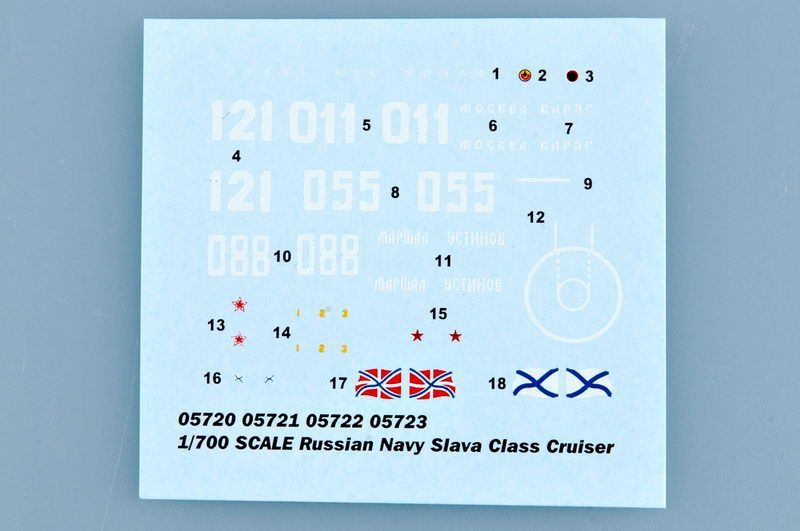 1 2 3
121 011 5 011 МОСКВА ВАРЯГ
6 7
МОСКВА ВАРЯГ
4
121 055 8 055 9
12
088 10 088 МАРШАЛ УСТИНОВ
11
МАРШАЛ УСТИНОВ
13 14 1 2 3 15
1 2 3
16 17 18
05720 05721 05722 05723
1/700 SCALE Russian Navy Slava Class Cruiser